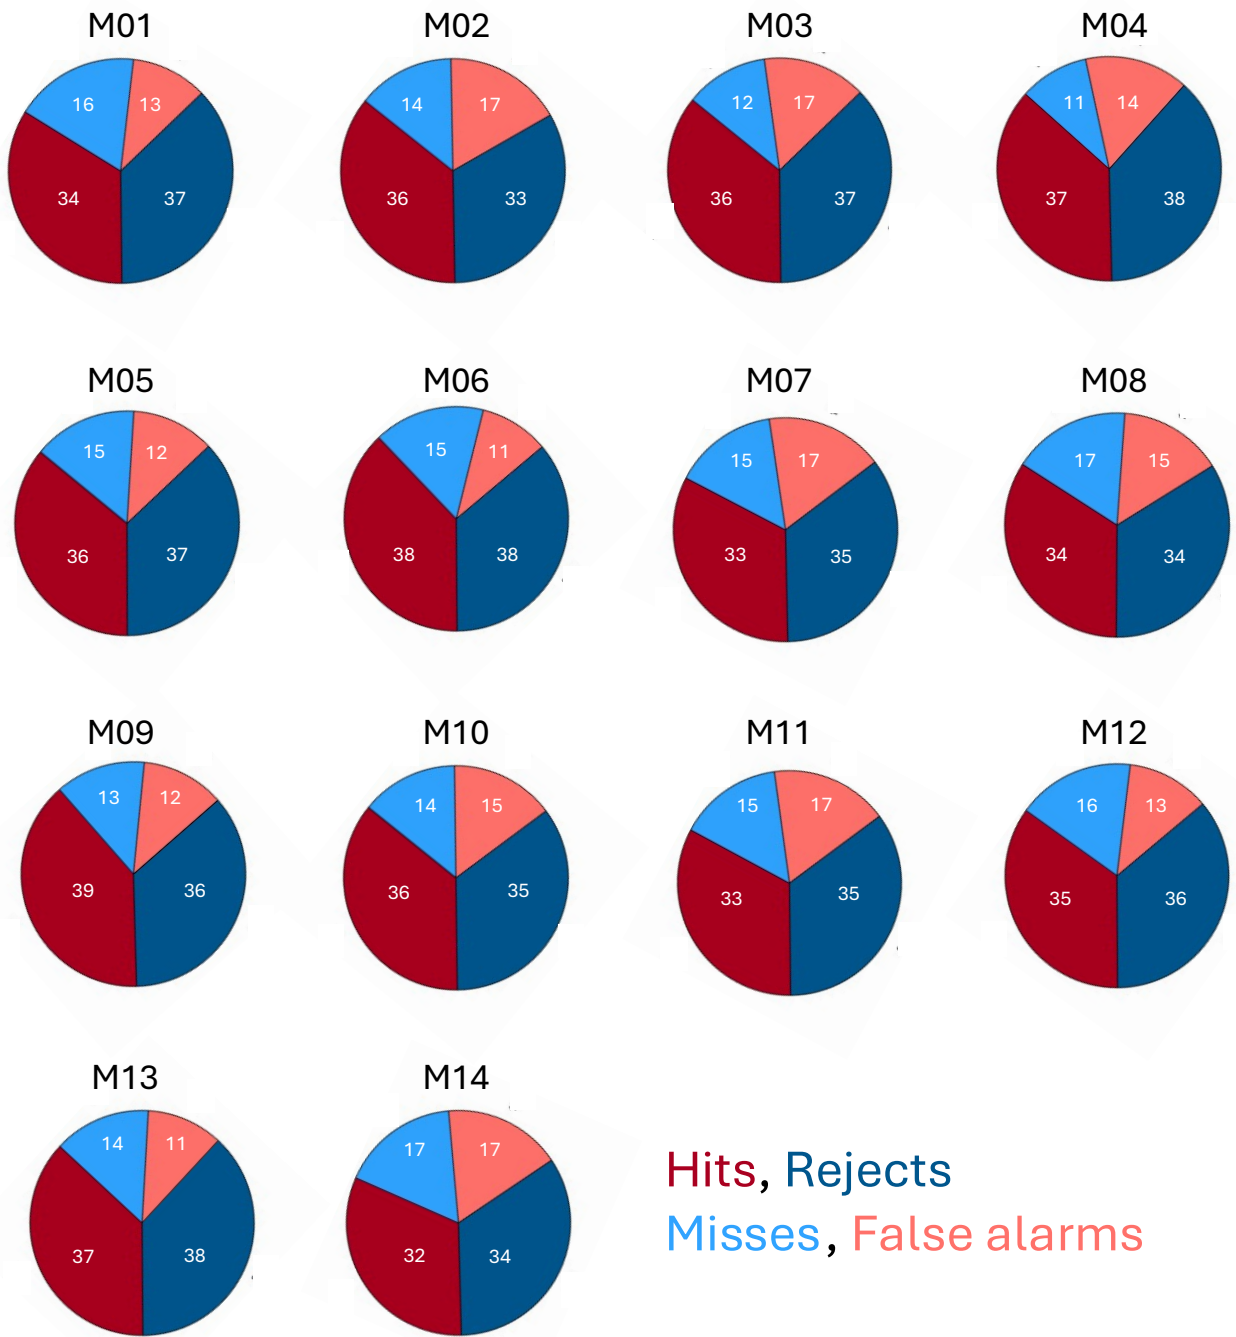 M01 M02 M03 M04
16 13 14 17 12 17 11 14
34 37 36 33 36 37 37 38
M05 M06 M07 M08
15 12 15 11 15 17 17 15
36 37 38 38 33 35 34 34
M09 M10 M11 M12
13 12 14 15 15 17 16 13
39 36 36 35 33 35 35 36
M13 M14
14 11 17 17
37 38 32 34
Hits, Rejects
Misses, False alarms